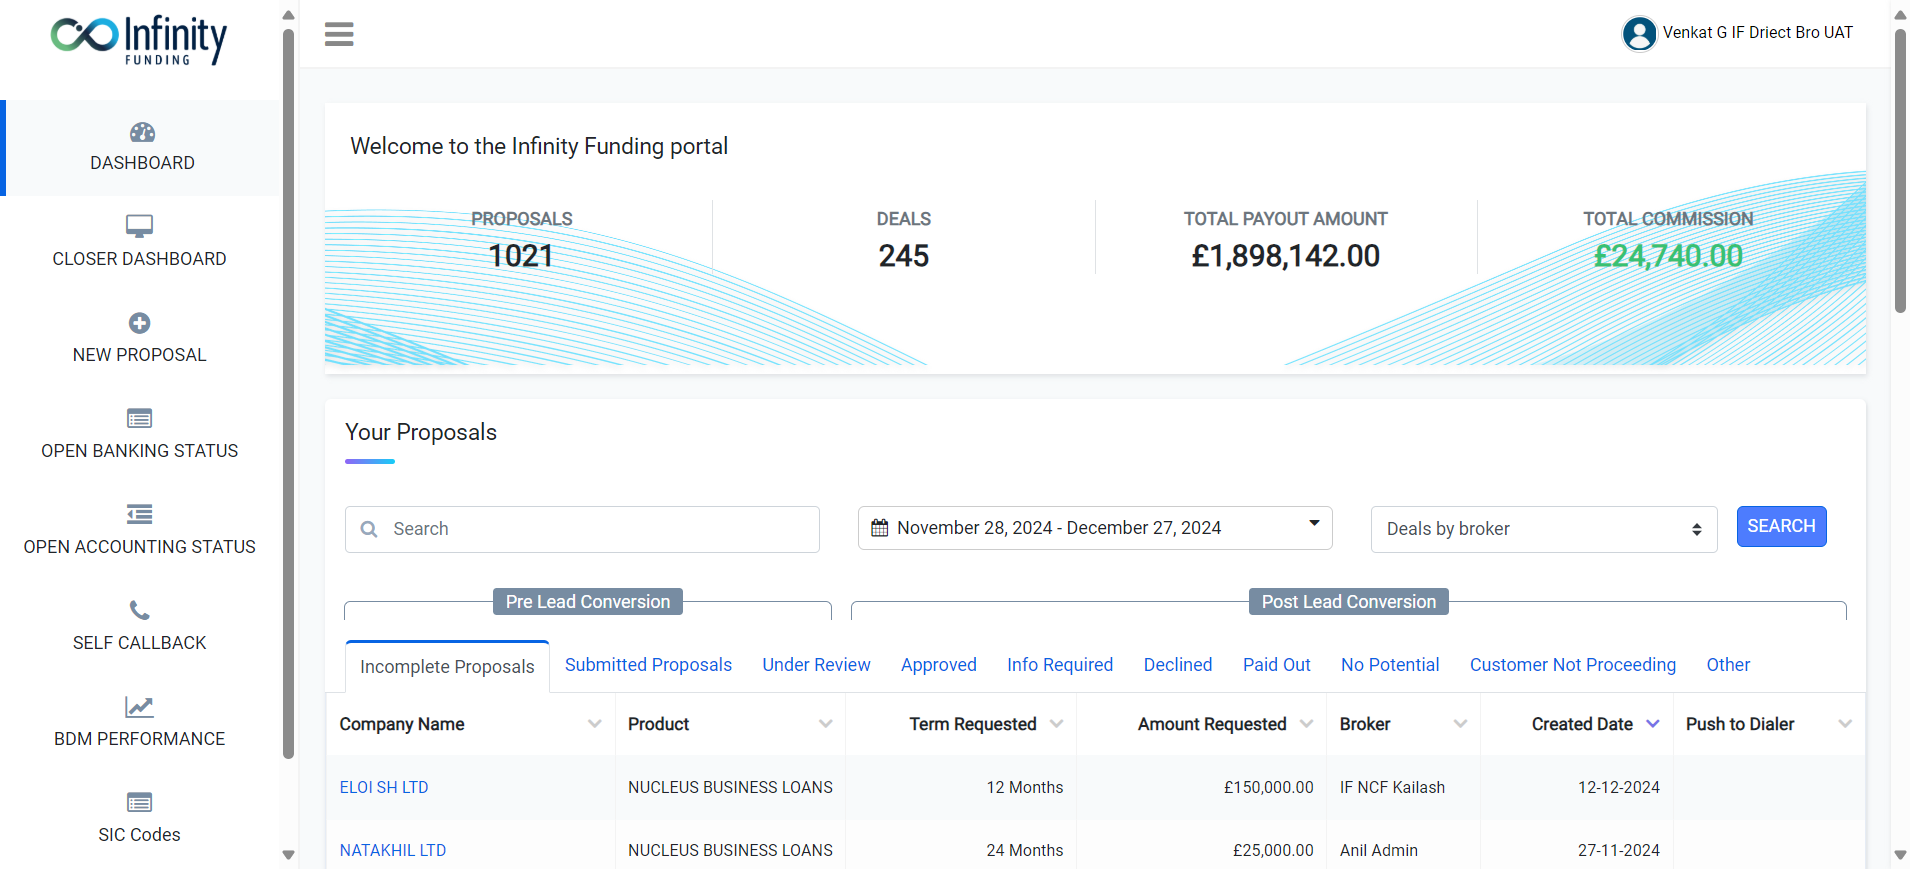 Infinity
FUNDING
Venkat G IF Driect Bro UAT
DASHBOARD
CLOSER DASHBOARD
NEW PROPOSAL
OPEN BANKING STATUS
OPEN ACCOUNTING STATUS
SELF CALLBACK
BDM PERFORMANCE
SIC Codes
Welcome to the Infinity Funding portal
PROPOSALS DEALS TOTAL PAYOUT AMOUNT TOTAL COMMISSION
1021 245 £1,898,142.00 £24,740.00
Your Proposals
Search November 28, 2024 - December 27, 2024 Deals by broker SEARCH
Pre Lead Conversion Post Lead Conversion
Incomplete Proposals Submitted Proposals Under Review Approved Info Required Declined Paid Out No Potential Customer Not Proceeding Other
Company Name Product Term Requested Amount Requested Broker Created Date Push to Dialer
ELOI SH LTD NUCLEUS BUSINESS LOANS 12 Months £150,000.00 IF NCF Kailash 12-12-2024
NATAKHIL LTD NUCLEUS BUSINESS LOANS 24 Months £25,000.00 Anil Admin 27-11-2024